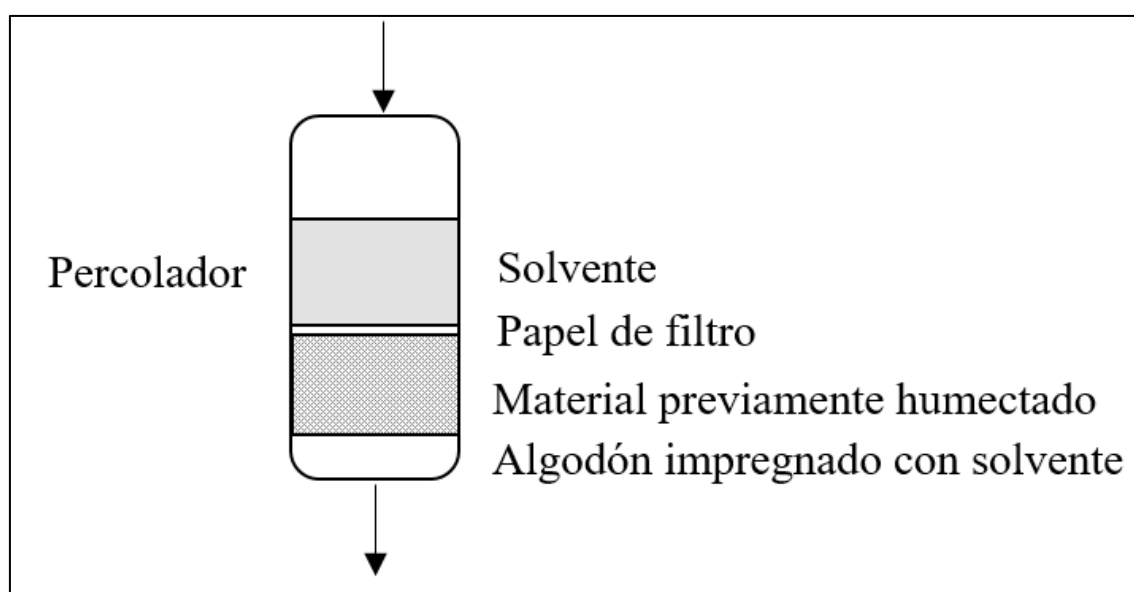 Percolador
Solvente
Papel de filtro
Material previamente humectado
Algodón impregnado con solvente